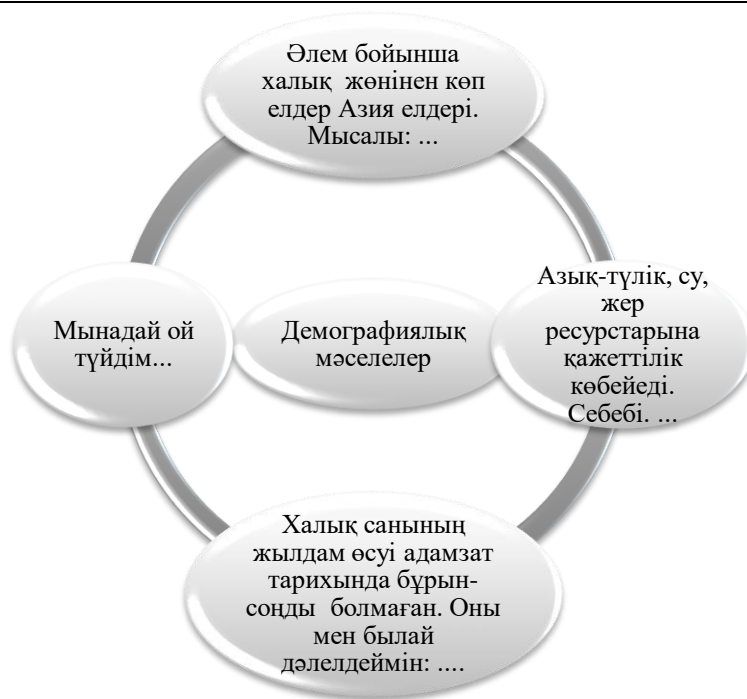 Әлем бойынша
халық  жөнінен көп
елдер Азия елдері.
Мысалы: ...
Азық-түлік, су,
жер
ресурстарына
қажеттілік
көбейеді.
Себебі. ...
Мынадай ой
түйдім...
Демографиялық
мәселелер
Халық санының
жылдам өсуі адамзат
тарихында бұрын-
соңды  болмаған. Оны
мен былай
дәлелдеймін: ....